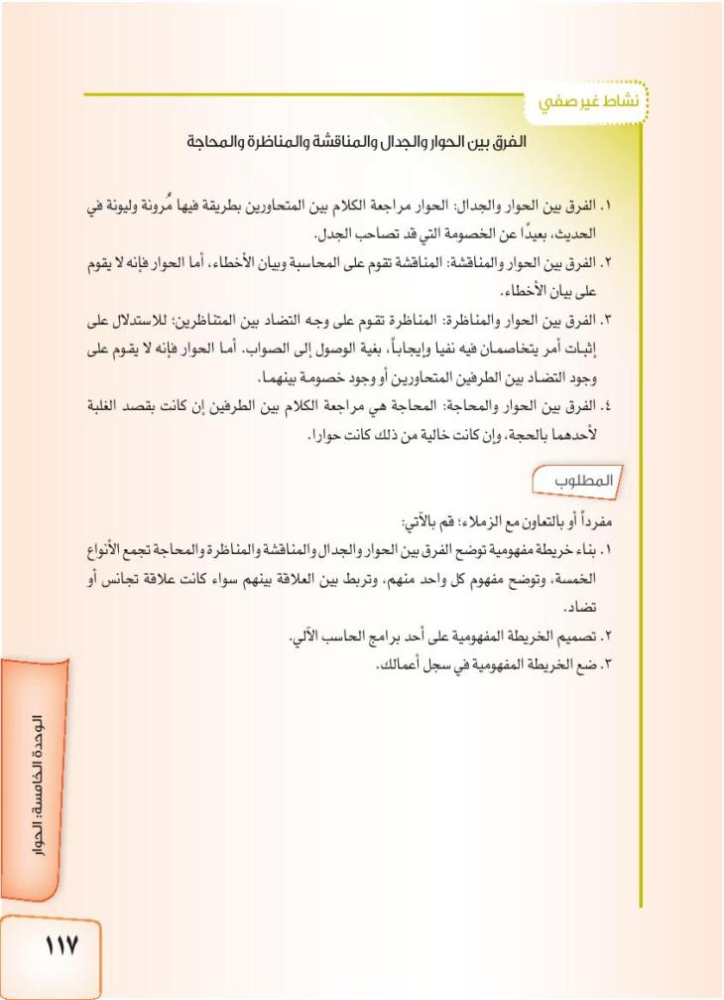 نشاط غير صفي
الفرق بين الحوار والجدال والمناقشة والمناظرة والمحاجة
١. الفرق بين الحوار والجدال: الحوار مراجعة الكلام بين المتحاورين بطريقة فيها مُرونة وليونة في
الحديث، بعيدًا عن الخصومة التي قد تصاحب الجدل.
٢. الفرق بين الحوار والمناقشة: المناقشة تقوم على المحاسبة وبيان الأخطاء، أما الحوار فإنه لا يقوم
على بيان الأخطاء.
٣. الفرق بين الحوار والمناظرة: المناظرة تقوم على وجه التضاد بين المتناظرين؛ للاستدلال على
إثبات أمر يتخاصمان فيه نفيا وإيجاباً، بغية الوصول إلى الصواب. أما الحوار فإنه لا يقوم على
وجود التضاد بين الطرفين المتحاورين أو وجود خصومة بينهما.
٤. الفرق بين الحوار والمحاجة: المحاجة هي مراجعة الكلام بين الطرفين إن كانت بقصد الغلبة
لأحدهما بالحجة، وإن كانت خالية من ذلك كانت حوارا.
المطلوب
مفرداً أو بالتعاون مع الزملاء؛ قم بالآتي:
١. بناء خريطة مفهومية توضح الفرق بين الحوار والجدال والمناقشة والمناظرة والمحاجة تجمع الأنواع
الخمسة، وتوضح مفهوم كل واحد منهم، وتربط بين العلاقة بينهم سواء كانت علاقة تجانس أو
تضاد.
٢. تصميم الخريطة المفهومية على أحد برامج الحاسب الآلي.
٣. ضع الخريطة المفهومية في سجل أعمالك.
الوحدة الخامسة: الحوار
١١٧